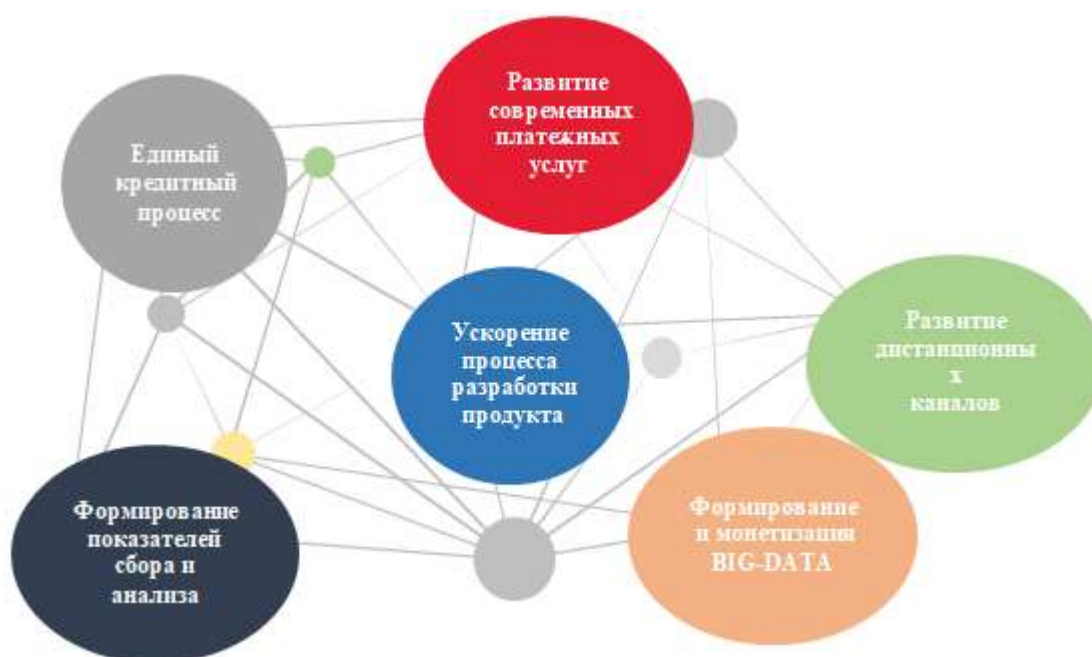 Развитие
современных
платежных
услуг
Единый
кредитный
процесс
Ускорение
процесса
разработки
продукта
Развитие
дистанционны
х
каналов
Формирование
показателей
сбора и
анализа
Формирование
и монетизация
BIG-DATA